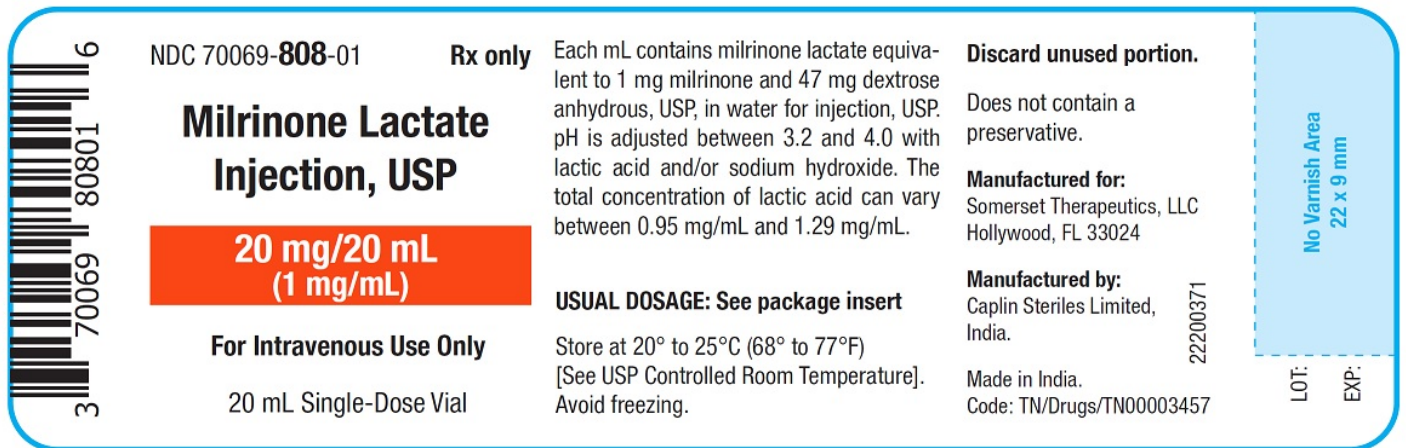 NDC 70069-808-01 Rx only
Milrinone Lactate
Injection, USP
20 mg/20 mL
(1 mg/mL)
For Intravenous Use Only
20 mL Single-Dose Vial
3 70069 80801 6
Each mL contains milrinone lactate equiva-
lent to 1 mg milrinone and 47 mg dextrose
anhydrous, USP, in water for injection, USP.
pH is adjusted between 3.2 and 4.0 with
lactic acid and/or sodium hydroxide. The
total concentration of lactic acid can vary
between 0.95 mg/mL and 1.29 mg/mL.
USUAL DOSAGE: See package insert
Store at 20° to 25°C (68° to 77°F)
[See USP Controlled Room Temperature].
Avoid freezing.
Discard unused portion.
Does not contain a
preservative.
Manufactured for:
Somerset Therapeutics, LLC
Hollywood, FL 33024
Manufactured by:
Caplin Steriles Limited,
India.
Made in India.
Code: TN/Drugs/TN00003457
22200371
No Varnish Area
22 x 9 mm
LOT:
EXP: